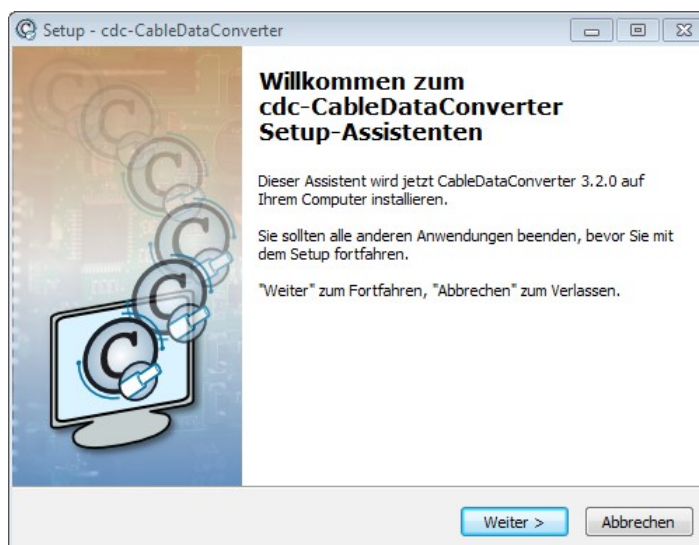 Setup - cdc-CableDataConverter
Willkommen zum
cdc-CableDataConverter
Setup-Assistenten
Dieser Assistent wird jetzt CableDataConverter 3.2.0 auf
Ihrem Computer installieren.
Sie sollten alle anderen Anwendungen beenden, bevor Sie mit
dem Setup fortfahren.
"Weiter" zum Fortfahren, "Abbrechen" zum Verlassen.
C
C
C
C
C
C
Weiter >
Abbrechen